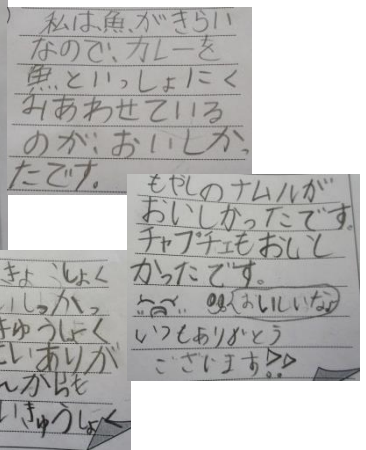 私は魚がきらい
なので、カレーを
魚といっしょにく
みあわせている
のが、おいしかっ
たです。
もやしのナムルが
おいしかったです。
チャプチェもおいし
かったです。
おいしいな
いつもありがとう
ございます!!
きょ
しょく
いしかっ
きゅうしょく
いありが
んからも
いきゅうしょく